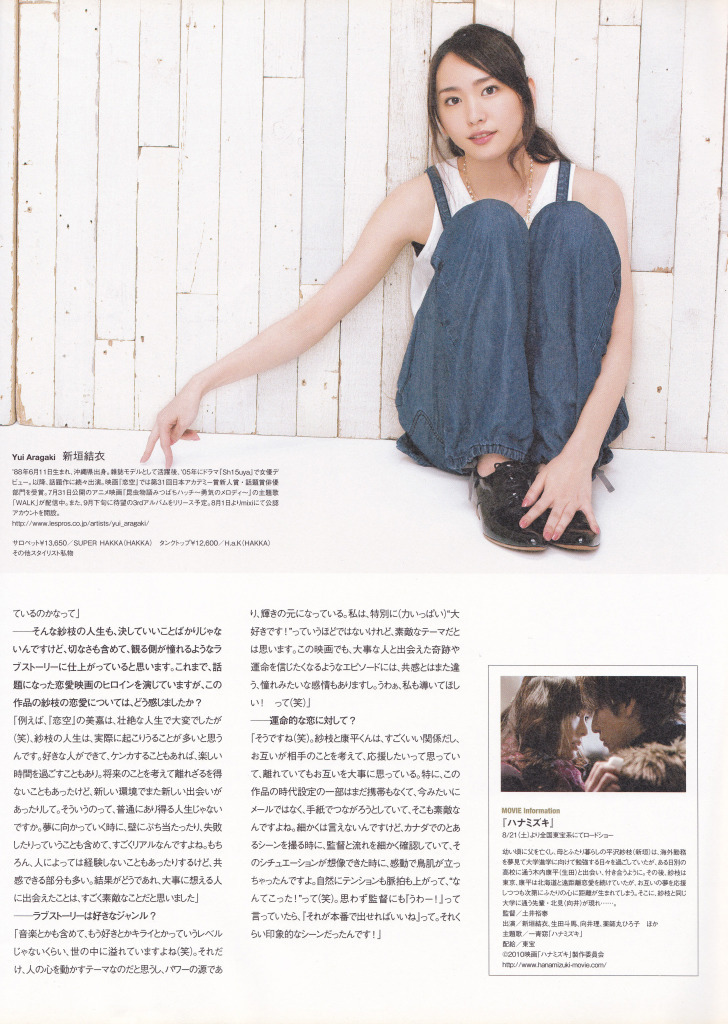 Yui Aragaki 新垣結衣
'88年6月11日生まれ、沖縄県出身。雑誌モデルとして活躍後、'05年にドラマ「Sh15uya」で女優デ
ビュー。以降、話題作に続々出演。映画『恋空』では第31回日本アカデミー賞新人賞・話題賞俳優
部門を受賞。7月31日公開のアニメ映画『昆虫物語みつばちハッチ〜勇気のメロディ〜』の主題歌
「WALK」が配信中。また、9月下旬に待望の3rdアルバムをリリース予定。8月1日よりmixiにて公認
アカウントを開設。
http://www.lespros.co.jp/artists/yui_aragaki/
サロペット¥13,650/SUPER HAKKA(HAKKA) タンクトップ¥12,600/H.a.K(HAKKA)
その他スタイリスト私物
ているのかなって」
──そんな紗枝の人生も、決していいことばかりじゃな
いんですけど、切なさも含めて、観る側が憧れるようなラ
ブストーリーに仕上がっていると思います。これまで、話
題になった恋愛映画のヒロインを演じていますが、この
作品の紗枝の恋愛については、どう感じましたか?
「例えば、『恋空』の美嘉は、壮絶な人生で大変でしたが
(笑)、紗枝の人生は、実際に起こりうることが多いと思う
んです。好きな人ができて、ケンカすることもあれば、楽しい
時間を過ごすこともあり。将来のことを考えて離れざるを得
ないこともあったけど、新しい環境でまた新しい出会いが
あったりして。そういうのって、普通にあり得る人生じゃない
ですか。夢に向かっていく時に、壁にぶち当たったり、失敗
したりっていうことも含めて、すごくリアルなんですよね。もち
ろん、人によっては経験しないこともあったりするけど、共
感できる部分も多い。結果がどうであれ、大事に想える人
に出会えたことは、すごく素敵なことだと思いました」
──ラブストーリーは好きなジャンル?
「音楽とかも含めて、もう好きとかキライとかっていうレベル
じゃないくらい、世の中に溢れていますよね(笑)。それだ
け、人の心を動かすテーマなのだと思うし、パワーの源であ
り、輝きの元になっている。私は、特別に(力いっぱい)"大
好きです!"っていうほどではないけれど、素敵なテーマだと
は思います。この映画でも、大事な人と出会えた奇跡や
運命を信じたくなるようなエピソードには、共感とはまた違
う、憧れみたいな感情もありますし。うわぁ、私も導いてほし
い! って(笑)」
──運命的な恋に対して?
「そうですね(笑)。紗枝と康平くんは、すごくいい関係だし、
お互いが相手のことを考えて、応援したいって思ってい
て、離れていてもお互いを大事に思っている。特に、この
作品の時代設定の一部はまだ携帯もなくて、今みたいに
メールではなく、手紙でつながろうとしていて、そこも素敵な
んですよね。細かくは言えないんですけど、カナダでのとあ
るシーンを撮る時に、監督と流れを細かく確認していて、そ
のシチュエーションが想像できた時に、感動で鳥肌が立っ
ちゃったんですよ。自然にテンションも脈拍も上がって、"な
んてこった!"って(笑)。思わず監督にも『うわー!』って
言っていたら、『それが本番で出せればいいね』って。それく
らい印象的なシーンだったんです!」
MOVIE Information
『ハナミズキ』
8/21(土)より全国東宝系にてロードショー
幼い頃に父を亡くし、母とふたり暮らしの平沢紗枝(新垣)は、海外勤務
を夢見て大学進学に向けて勉強する日々を過ごしていたが、ある日別の
高校に通う木内康平(生田)と出会い、付き合うように。その後、紗枝は
東京、康平は北海道と遠距離恋愛を続けていたが、お互いの夢を応援
しつつも次第にふたりの心に距離が生まれてしまう。そこに、紗枝と同じ
大学に通う先輩・北見(向井)が現れ……。
監督/土井裕泰
出演/新垣結衣、生田斗馬、向井理、薬師丸ひろ子 ほか
主題歌/一青窈「ハナミズキ」
配給/東宝
©2010映画「ハナミズキ」製作委員会
http://www.hanamizuki-movie.com/